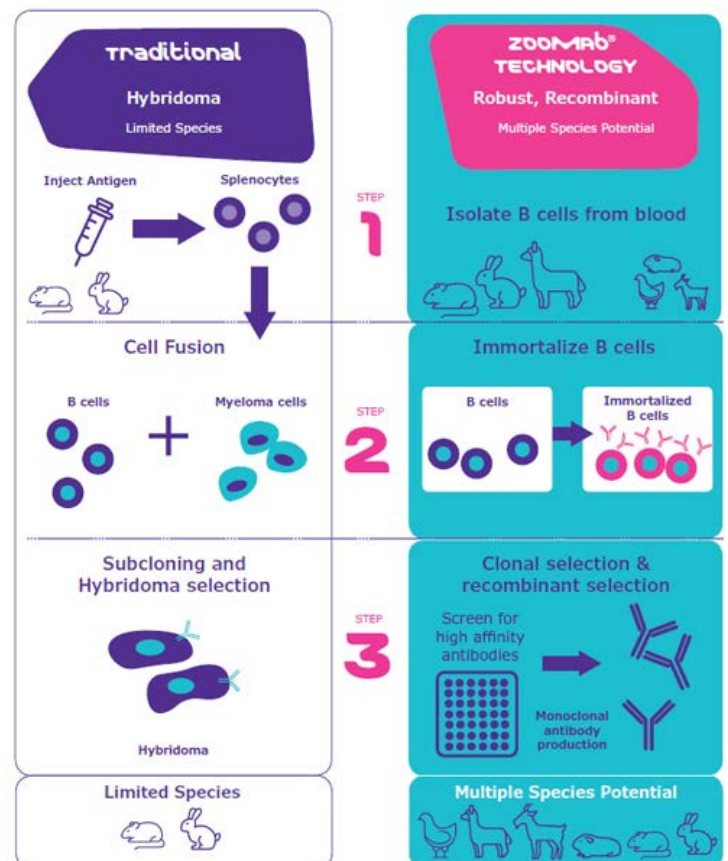 Traditional
Hybridoma
Limited Species
Inject Antigen
Splenocytes
ZooMAb®
TECHNOLOGY
Robust, Recombinant
Multiple Species Potential
STEP
1
Isolate B cells from blood
Cell Fusion
B cells
+
Myeloma cells
STEP
2
Immortalize B cells
B cells
Immortalized
B cells
Subcloning and
Hybridoma selection
Hybridoma
STEP
3
Clonal selection &
recombinant selection
Screen for
high affinity
antibodies
Monoclonal
antibody
production
Limited Species
Multiple Species Potential